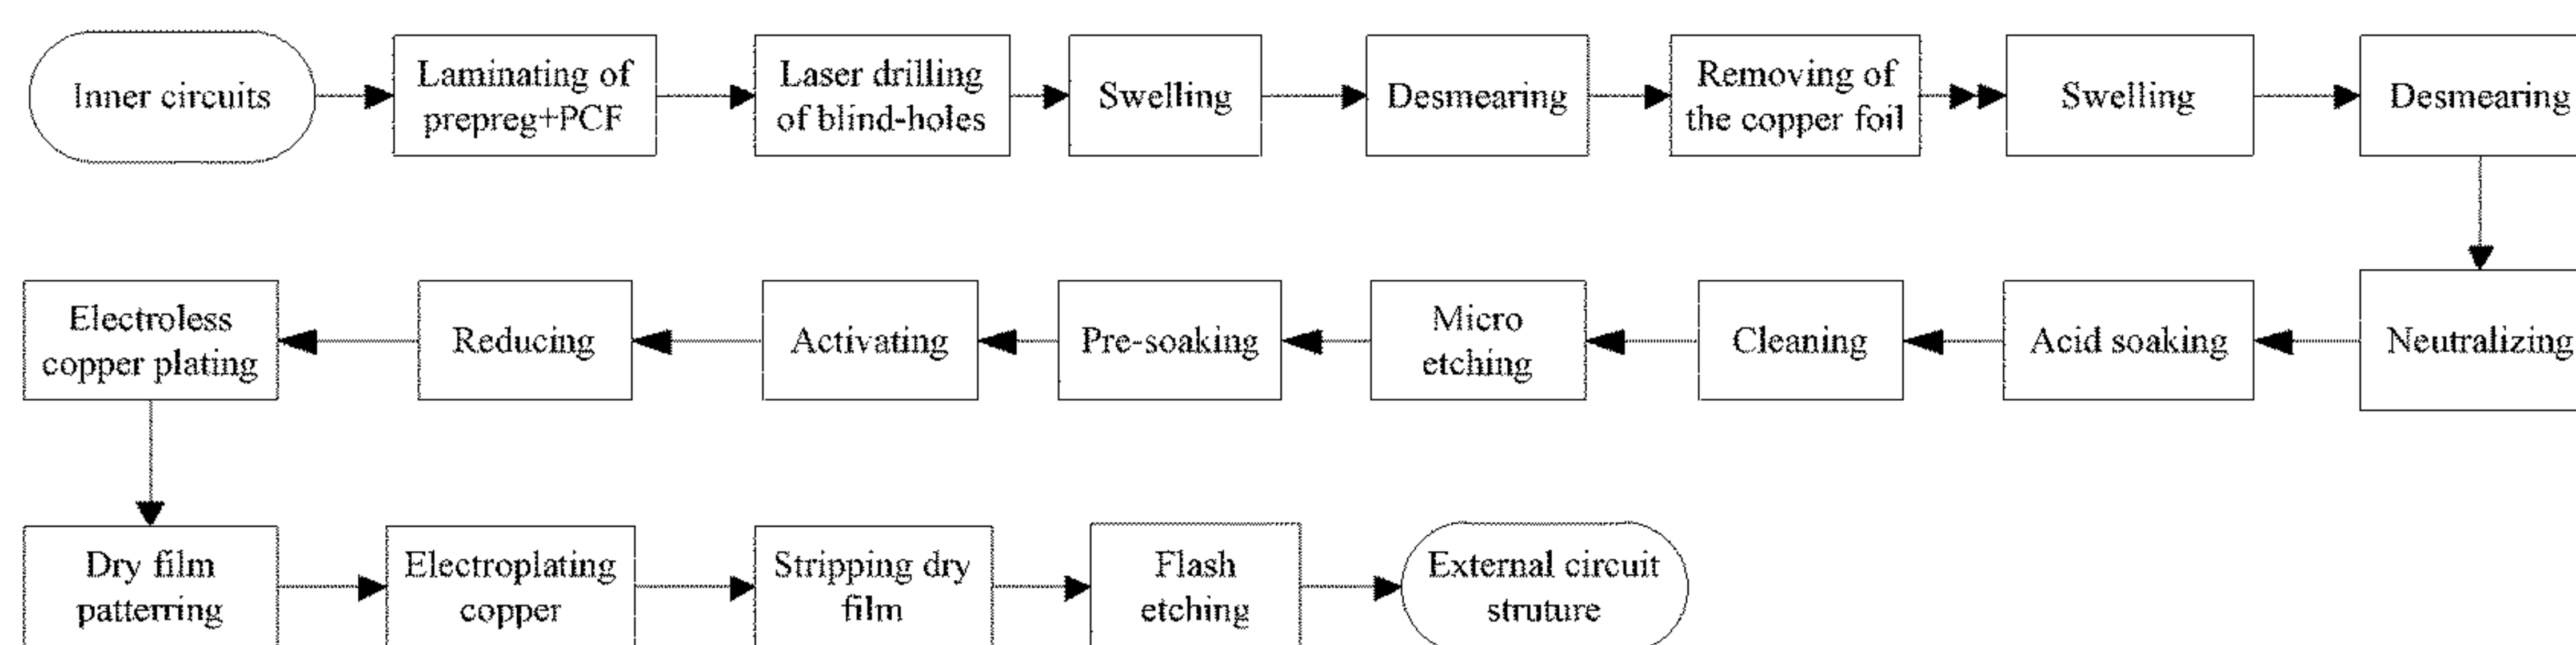 Inner circuits
Laminating of
prepreg+PCF
Laser drilling
of blind-holes
Swelling
Desmearing
Removing of
the copper foil
Swelling
Desmearing
Neutralizing
Acid soaking
Cleaning
Micro
etching
Pre-soaking
Activating
Reducing
Electroless
copper plating
Dry film
patterring
Electroplating
copper
Stripping dry
film
Flash
etching
External circuit
struture